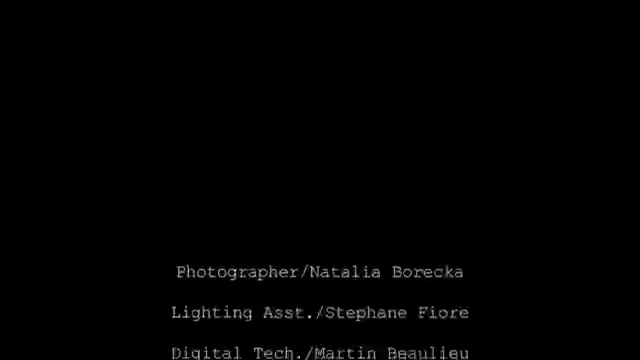 Photographer/Natalia Borecka
Lighting Asst./Stephane Fiore
Digital Tech./Martin Beaulieu